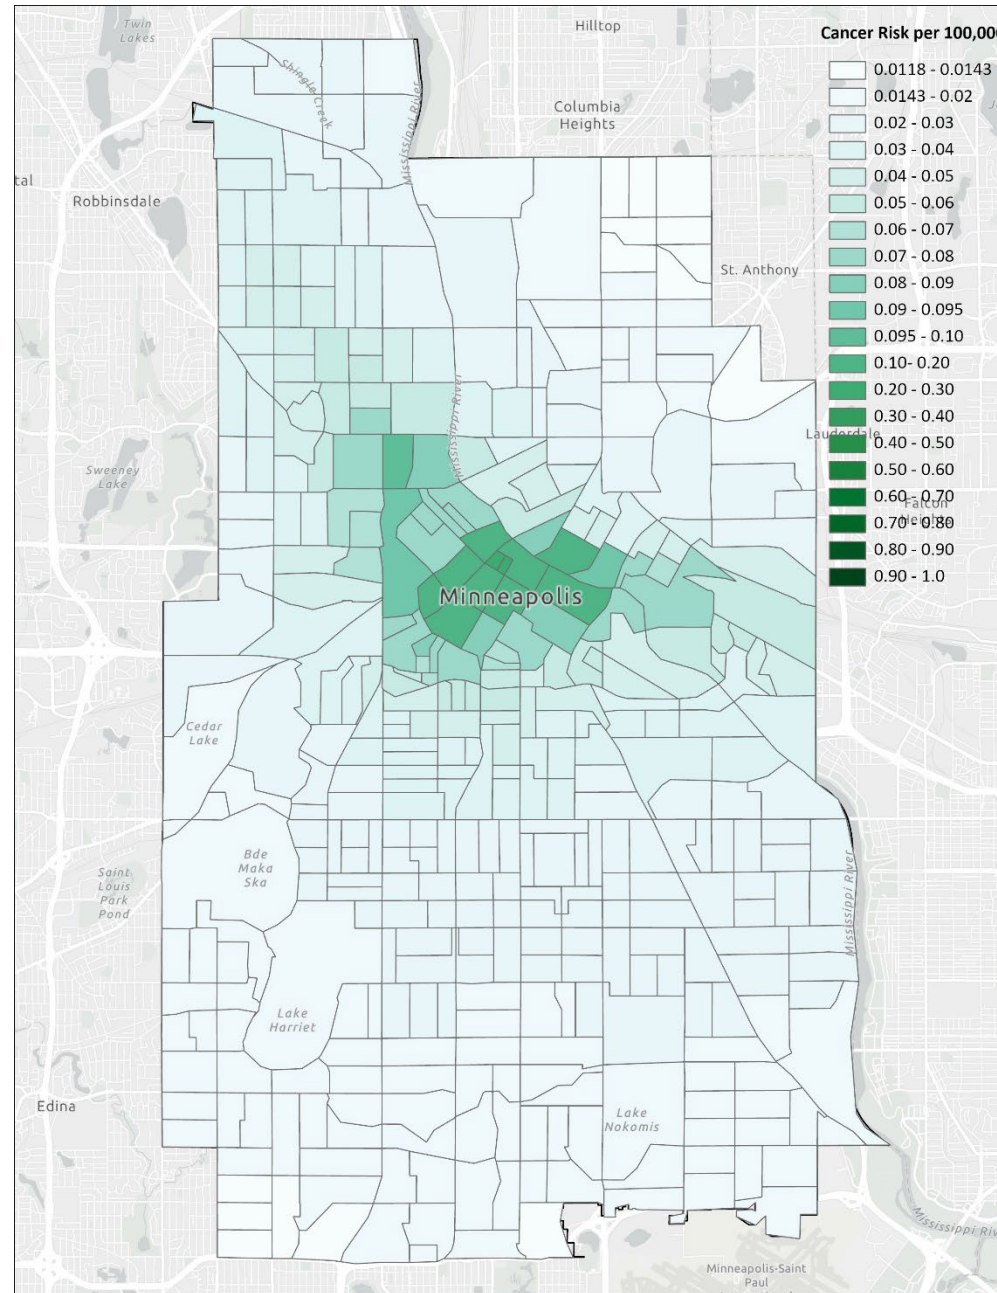 Twin
Lakes
Hilltop
Cancer Risk per 100,000
0.0118 - 0.0143
0.0143 - 0.02
0.02 - 0.03
0.03 - 0.04
0.04 - 0.05
0.05 - 0.06
0.06 - 0.07
0.07 - 0.08
0.08 - 0.09
0.09 - 0.095
0.095 - 0.10
0.10- 0.20
0.20 - 0.30
0.30 - 0.40
0.40 - 0.50
0.50 - 0.60
0.60 - 0.70
0.70 - 0.80
0.80 - 0.90
0.90 - 1.0
Shingle Creek
Mississippi River
Columbia
Heights
tal
Robbinsdale
St. Anthony
Mississippi River
Lauderdale
Sweeney
Lake
Falcon
Heights
Minneapolis
Cedar
Lake
Bde
Maka
Ska
Saint
Louis
Park
Pond
Mississippi River
Lake
Harriet
Edina
Lake
Nokomis
Mississippi Riv
Minneapolis-Saint
Paul